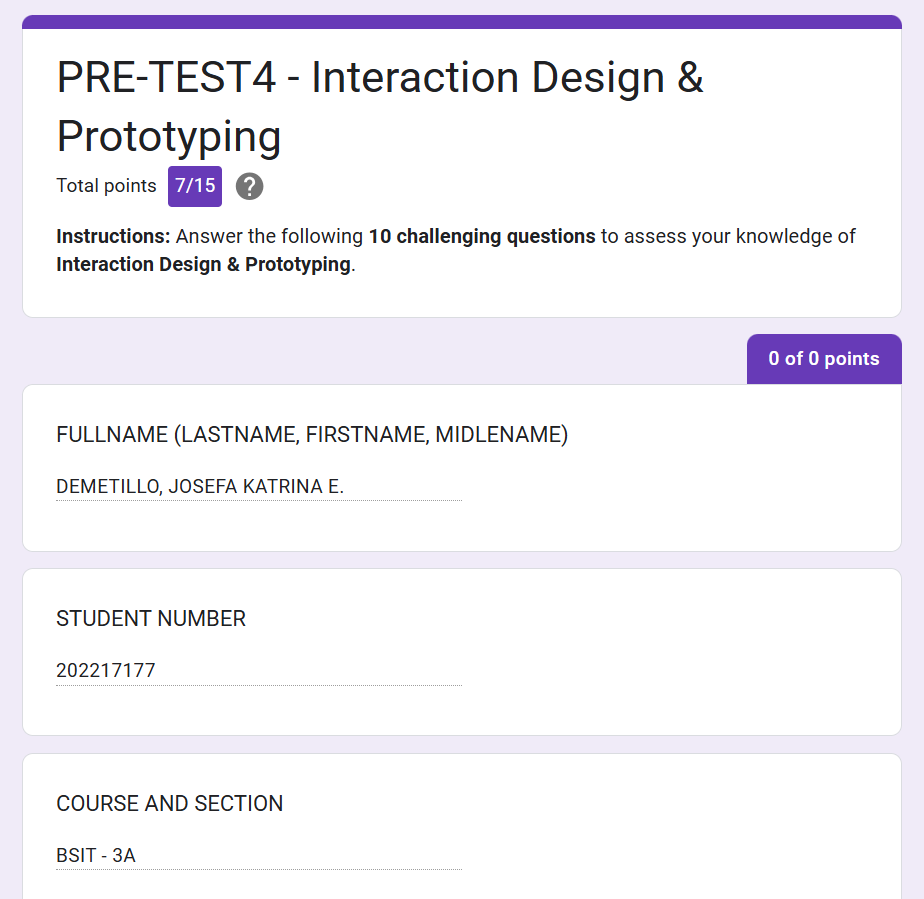 PRE-TEST4 - Interaction Design &
Prototyping
Total points 7/15 ?
Instructions: Answer the following 10 challenging questions to assess your knowledge of
Interaction Design & Prototyping.
0 of 0 points
FULLNAME (LASTNAME, FIRSTNAME, MIDLENAME)
DEMETILLO, JOSEFA KATRINA E.
STUDENT NUMBER
202217177
COURSE AND SECTION
BSIT - 3A